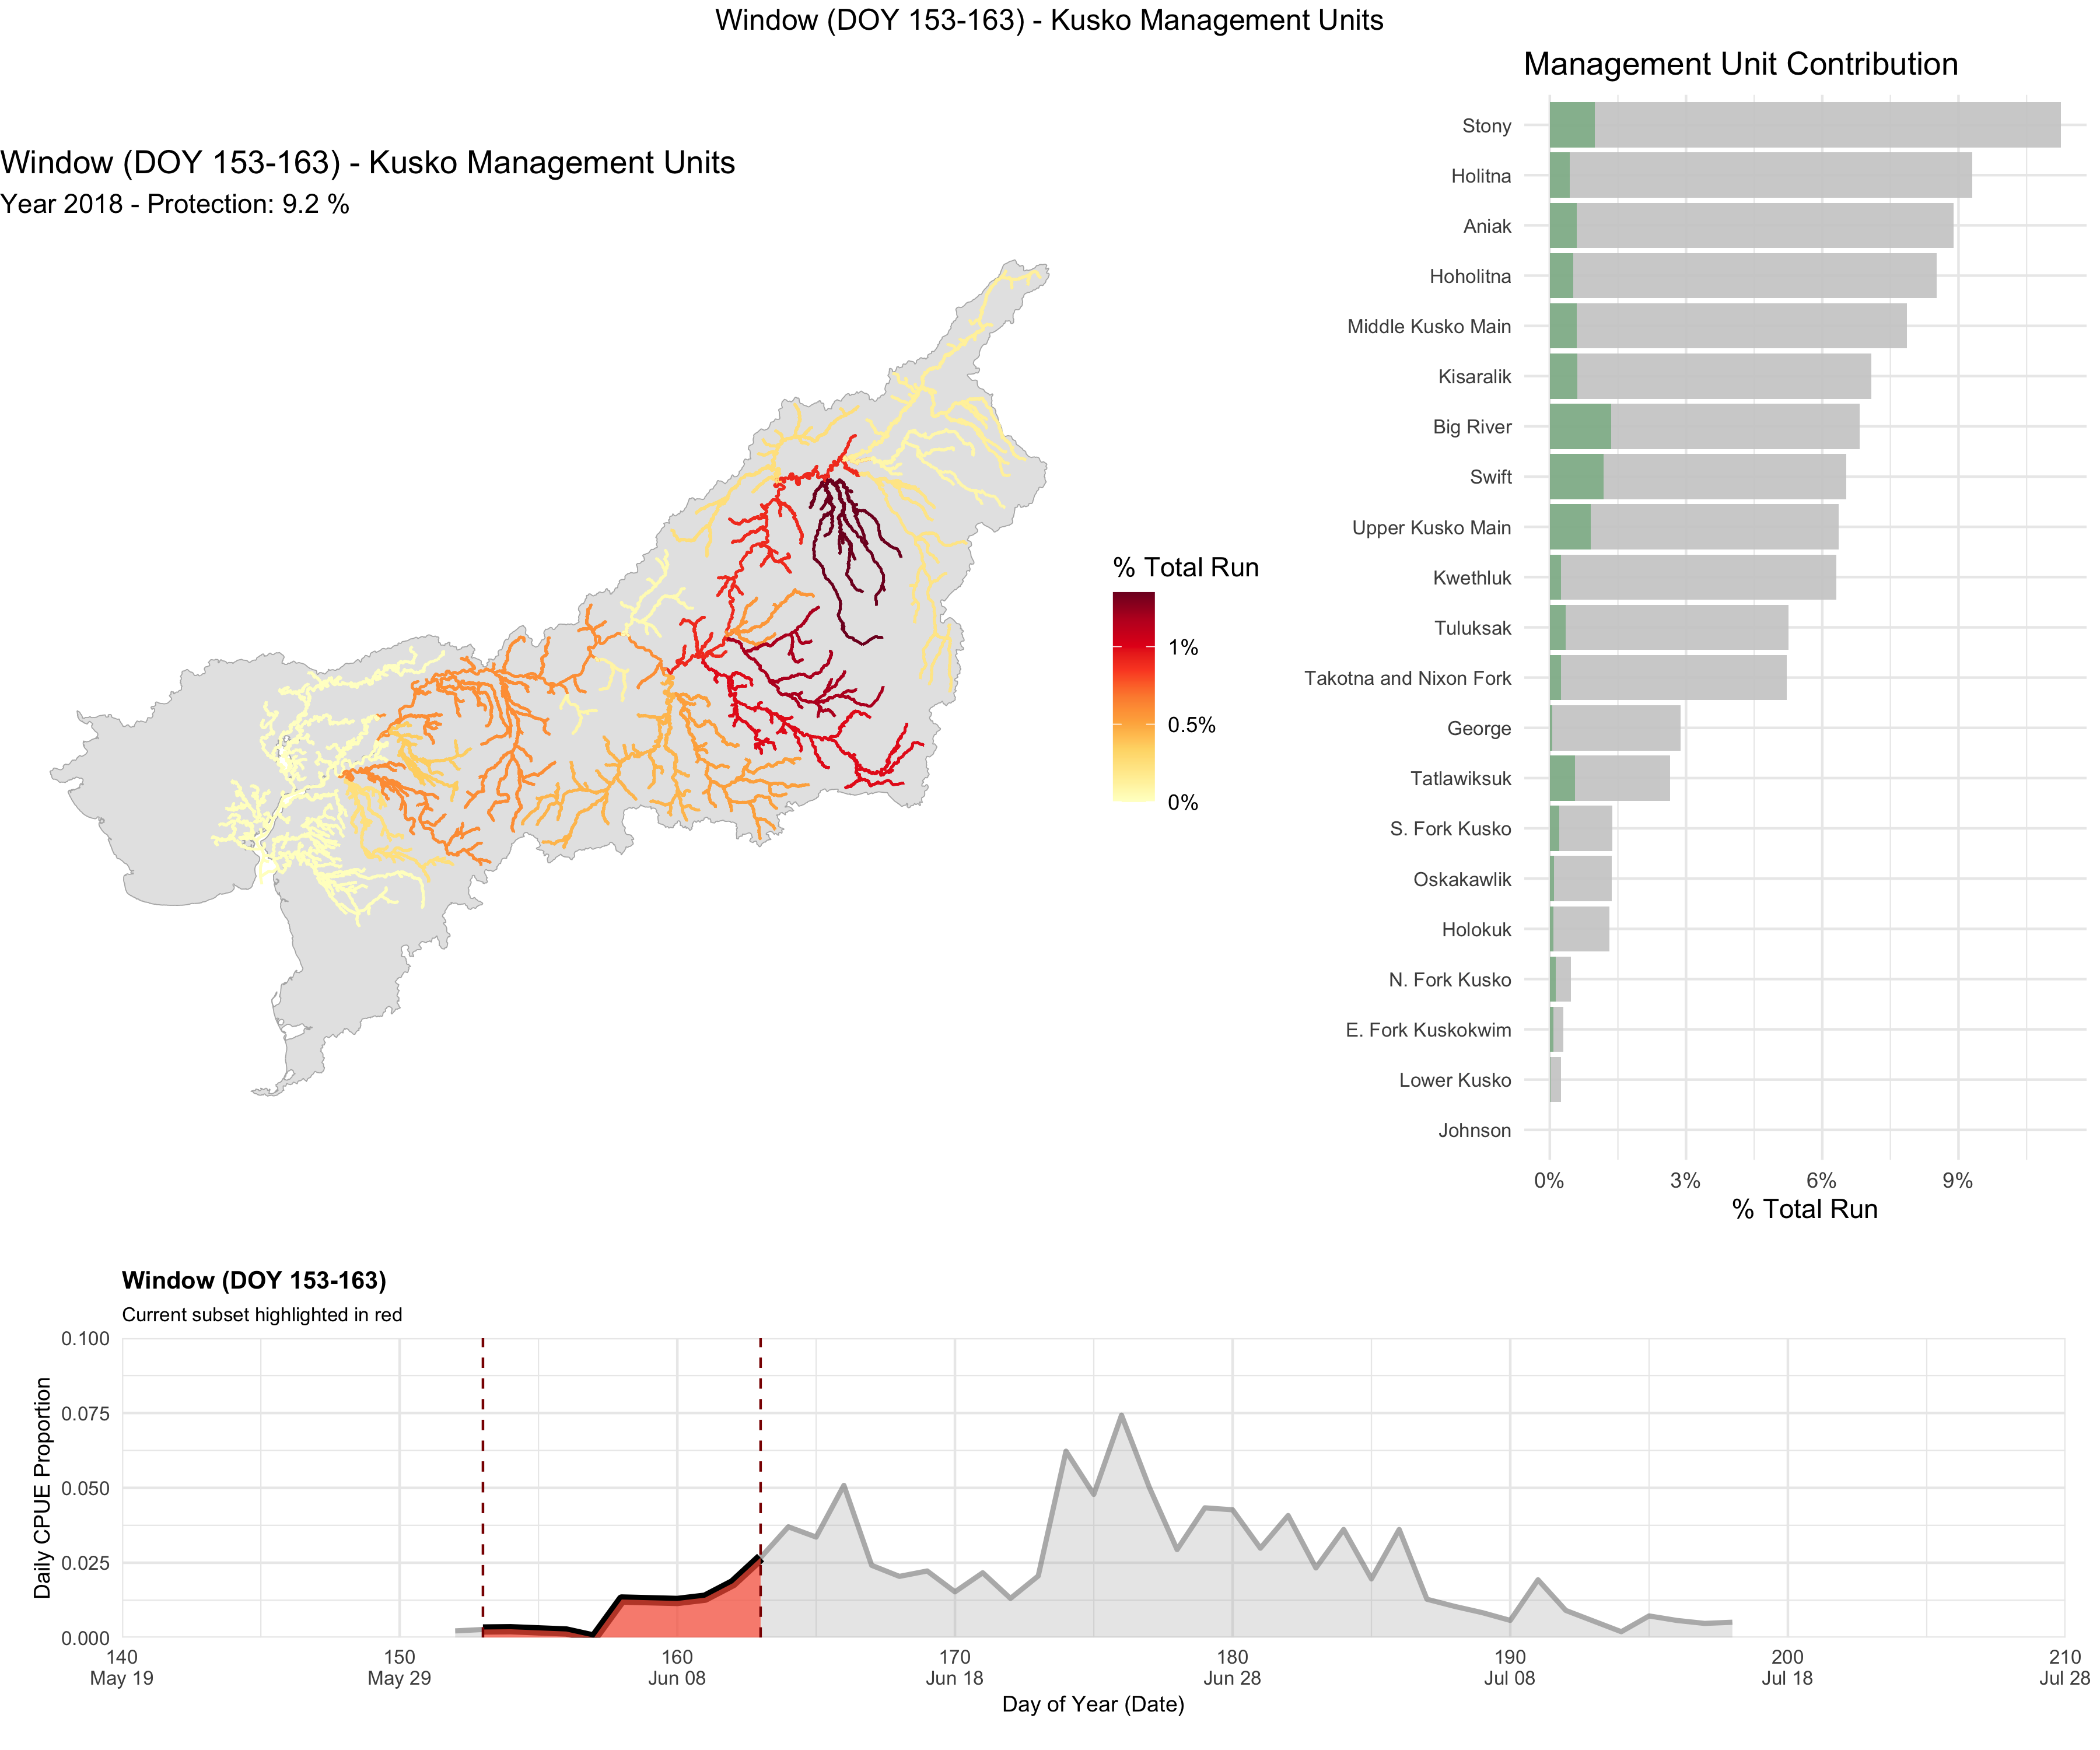 Window (DOY 153-163) - Kusko Management Units
Management Unit Contribution
Window (DOY 153-163) - Kusko Management Units
Year 2018 - Protection: 9.2 %
% Total Run
1%
0.5%
0%
Stony
Holitna
Aniak
Hoholitna
Middle Kusko Main
Kisaralik
Big River
Swift
Upper Kusko Main
Kwethluk
Tuluksak
Takotna and Nixon Fork
George
Tatlawiksuk
S. Fork Kusko
Oskakawlik
Holokuk
N. Fork Kusko
E. Fork Kuskokwim
Lower Kusko
Johnson
0% 3% 6% 9%
% Total Run
Window (DOY 153-163)
Current subset highlighted in red
Daily CPUE Proportion
0.100
0.075
0.050
0.025
0.000
140 150 160 170 180 190 200 210
May 19 May 29 Jun 08 Jun 18 Jun 28 Jul 08 Jul 18 Jul 28
Day of Year (Date)